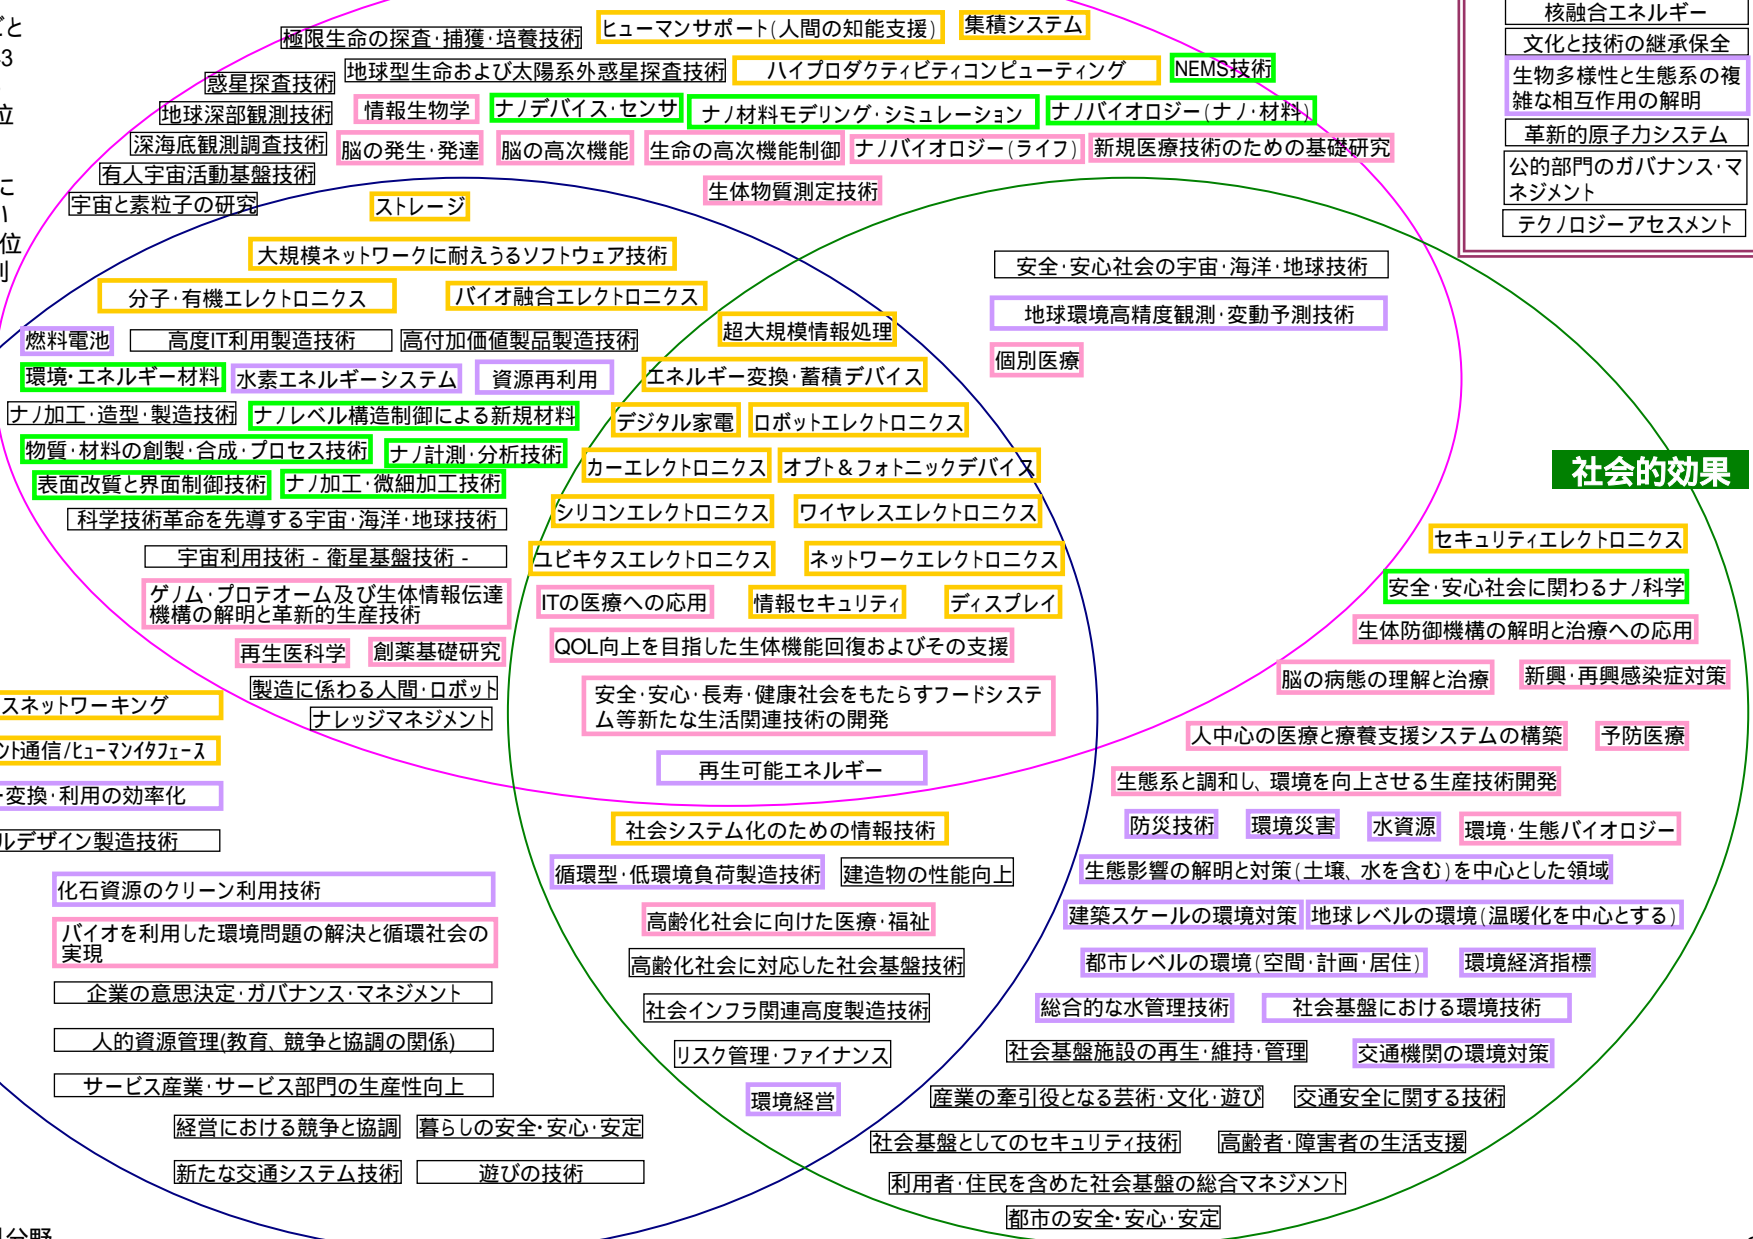 極限生命の探査・捕獲・培養技術
ヒューマンサポート(人間の知能支援)
集積システム
核融合エネルギー
文化と技術の継承保全
生物多様性と生態系の複
雑な相互作用の解明
革新的原子力システム
公的部門のガバナンス・マ
ネジメント
テクノロジーアセスメント
惑星探査技術
地球型生命および太陽系外惑星探査技術
ハイプロダクティビティコンピューティング
NEMS技術
地球深部観測技術
情報生物学
ナノデバイス・センサ
ナノ材料モデリング・シミュレーション
ナノバイオロジー(ナノ・材料)
深海底観測調査技術
脳の発生・発達
脳の高次機能
生命の高次機能制御
ナノバイオロジー(ライフ)
新規医療技術のための基礎研究
有人宇宙活動基盤技術
生体物質測定技術
宇宙と素粒子の研究
ストレージ
大規模ネットワークに耐えうるソフトウェア技術
安全・安心社会の宇宙・海洋・地球技術
分子・有機エレクトロニクス
バイオ融合エレクトロニクス
地球環境高精度観測・変動予測技術
燃料電池
高度IT利用製造技術
高付加価値製品製造技術
超大規模情報処理
個別医療
環境・エネルギー材料
水素エネルギーシステム
資源再利用
エネルギー変換・蓄積デバイス
ナノ加工・造型・製造技術
ナノレベル構造制御による新規材料
デジタル家電
ロボットエレクトロニクス
物質・材料の創製・合成・プロセス技術
ナノ計測・分析技術
カーエレクトロニクス
オプト&フォトニックデバイス
社会的効果
表面改質と界面制御技術
ナノ加工・微細加工技術
科学技術革命を先導する宇宙・海洋・地球技術
シリコンエレクトロニクス
ワイヤレスエレクトロニクス
セキュリティエレクトロニクス
宇宙利用技術 - 衛星基盤技術 -
ユビキタスエレクトロニクス
ネットワークエレクトロニクス
安全・安心社会に関わるナノ科学
ゲノム・プロテオーム及び生体情報伝達
機構の解明と革新的生産技術
ITの医療への応用
情報セキュリティ
ディスプレイ
生体防御機構の解明と治療への応用
再生医科学
創薬基礎研究
QOL向上を目指した生体機能回復およびその支援
脳の病態の理解と治療
新興・再興感染症対策
製造に係わる人間・ロボット
安全・安心・長寿・健康社会をもたらすフードシステ
ム等新たな生活関連技術の開発
スネットワーキング
ナレッジマネジメント
人中心の医療と療養支援システムの構築
予防医療
ント通信/ヒューマンイタフェース
再生可能エネルギー
生態系と調和し、環境を向上させる生産技術開発
変換・利用の効率化
社会システム化のための情報技術
防災技術
環境災害
水資源
環境・生態バイオロジー
ルデザイン製造技術
循環型・低環境負荷製造技術
建造物の性能向上
生態影響の解明と対策(土壌、水を含む)を中心とした領域
化石資源のクリーン利用技術
高齢化社会に向けた医療・福祉
建築スケールの環境対策
地球レベルの環境(温暖化を中心とする)
バイオを利用した環境問題の解決と循環社会の
実現
高齢化社会に対応した社会基盤技術
都市レベルの環境(空間・計画・居住)
環境経済指標
企業の意思決定・ガバナンス・マネジメント
社会インフラ関連高度製造技術
総合的な水管理技術
社会基盤における環境技術
人的資源管理(教育、競争と協調の関係)
リスク管理・ファイナンス
社会基盤施設の再生・維持・管理
交通機関の環境対策
サービス産業・サービス部門の生産性向上
環境経営
産業の牽引役となる芸術・文化・遊び
交通安全に関する技術
経営における競争と協調
暮らしの安全・安心・安定
社会基盤としてのセキュリティ技術
高齢者・障害者の生活支援
新たな交通システム技術
遊びの技術
利用者・住民を含めた社会基盤の総合マネジメント
都市の安全・安心・安定